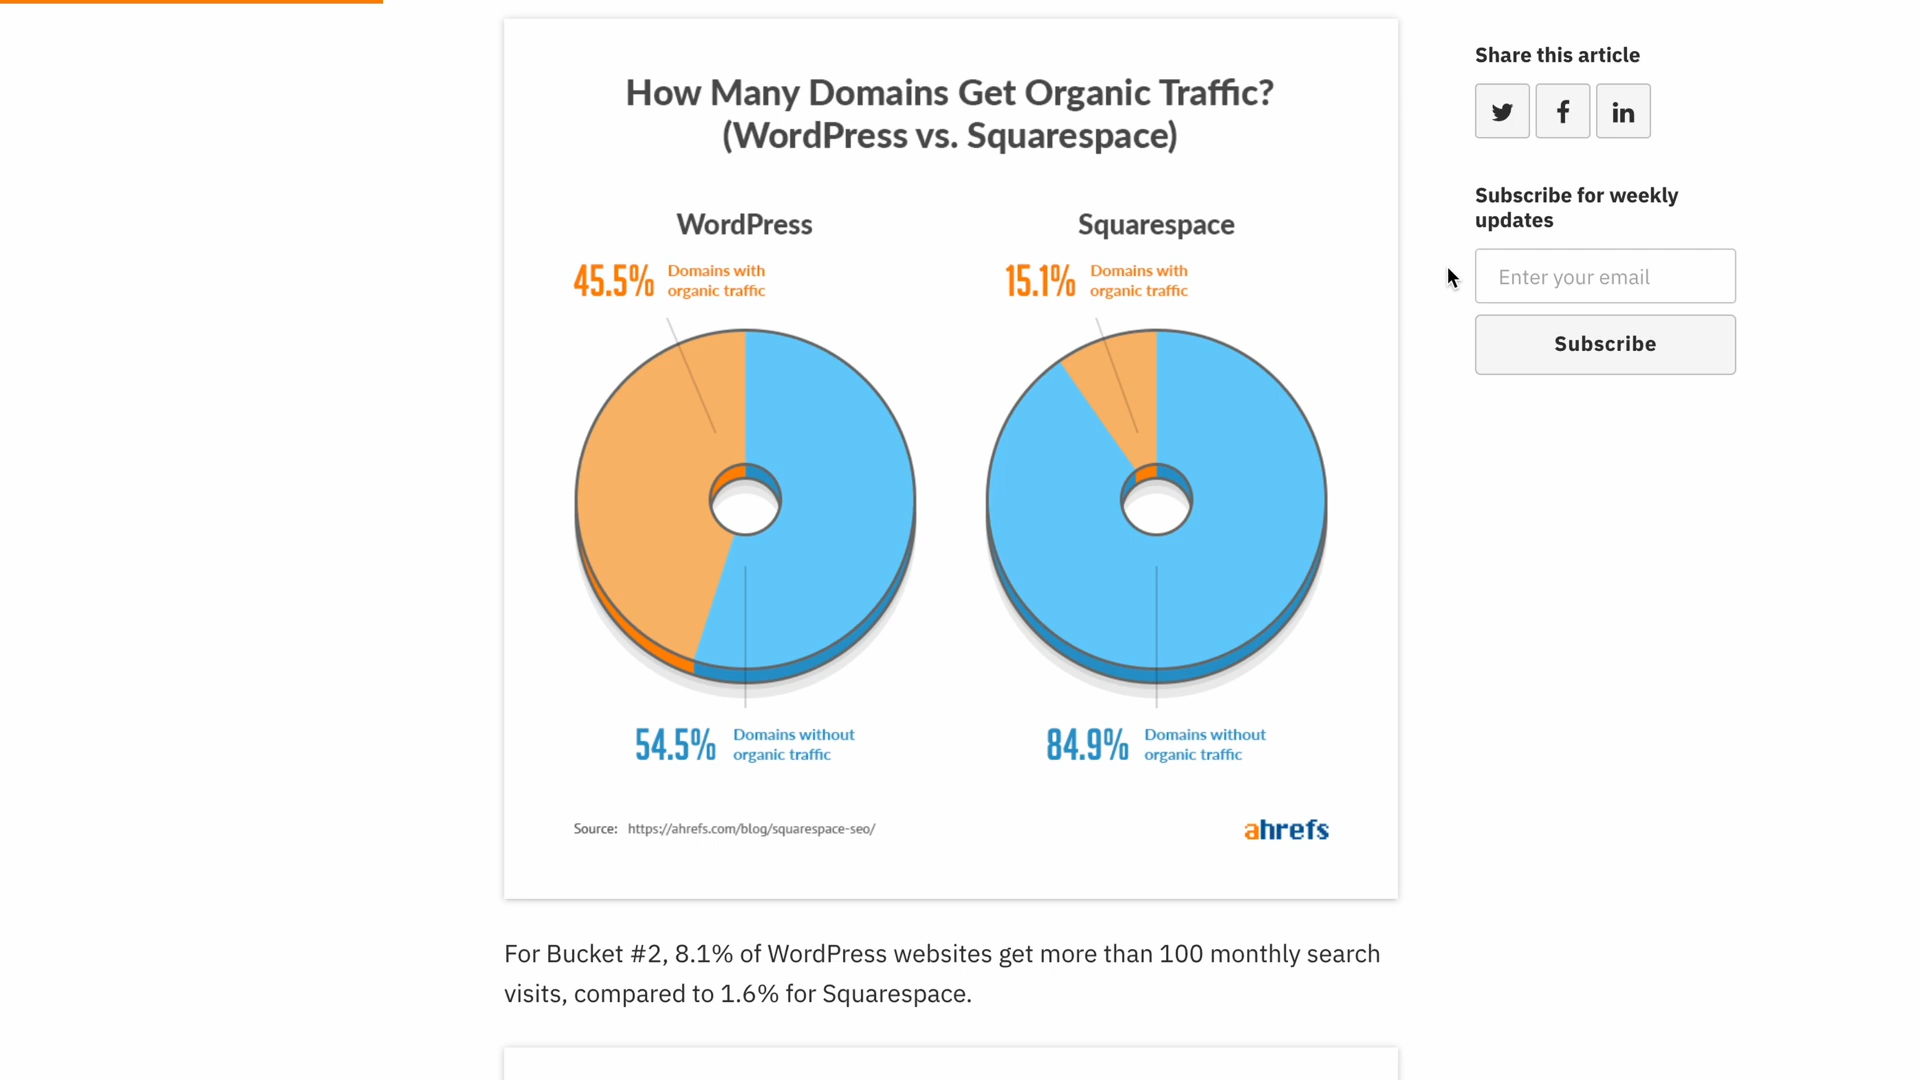 How Many Domains Get Organic Traffic?
(WordPress vs. Squarespace)
WordPress
45.5%
Domains with
organic traffic
54.5%
Domains without
organic traffic
Squarespace
15.1%
Domains with
organic traffic
84.9%
Domains without
organic traffic
Source: https://ahrefs.com/blog/squarespace-seo/
ahrefs
For Bucket #2, 8.1% of WordPress websites get more than 100 monthly search
visits, compared to 1.6% for Squarespace.
Share this article
Subscribe for weekly
updates
Enter your email
Subscribe